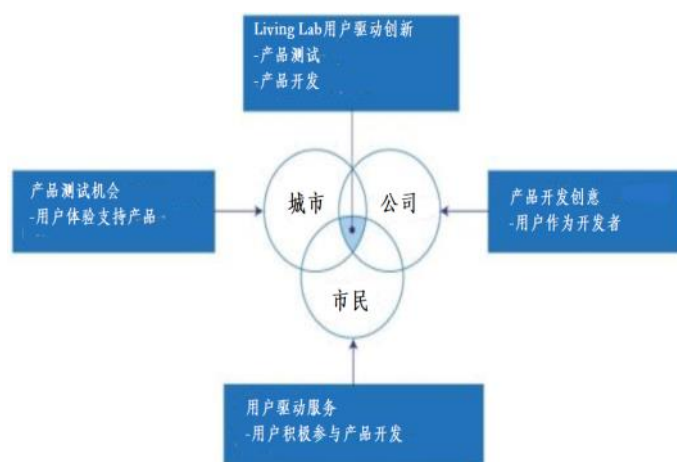 Living Lab用户驱动创新
-产品测试
-产品开发
产品测试机会
-用户体验支持产品
城市
公司
产品开发创意
-用户作为开发者
市民
用户驱动服务
-用户积极参与产品开发